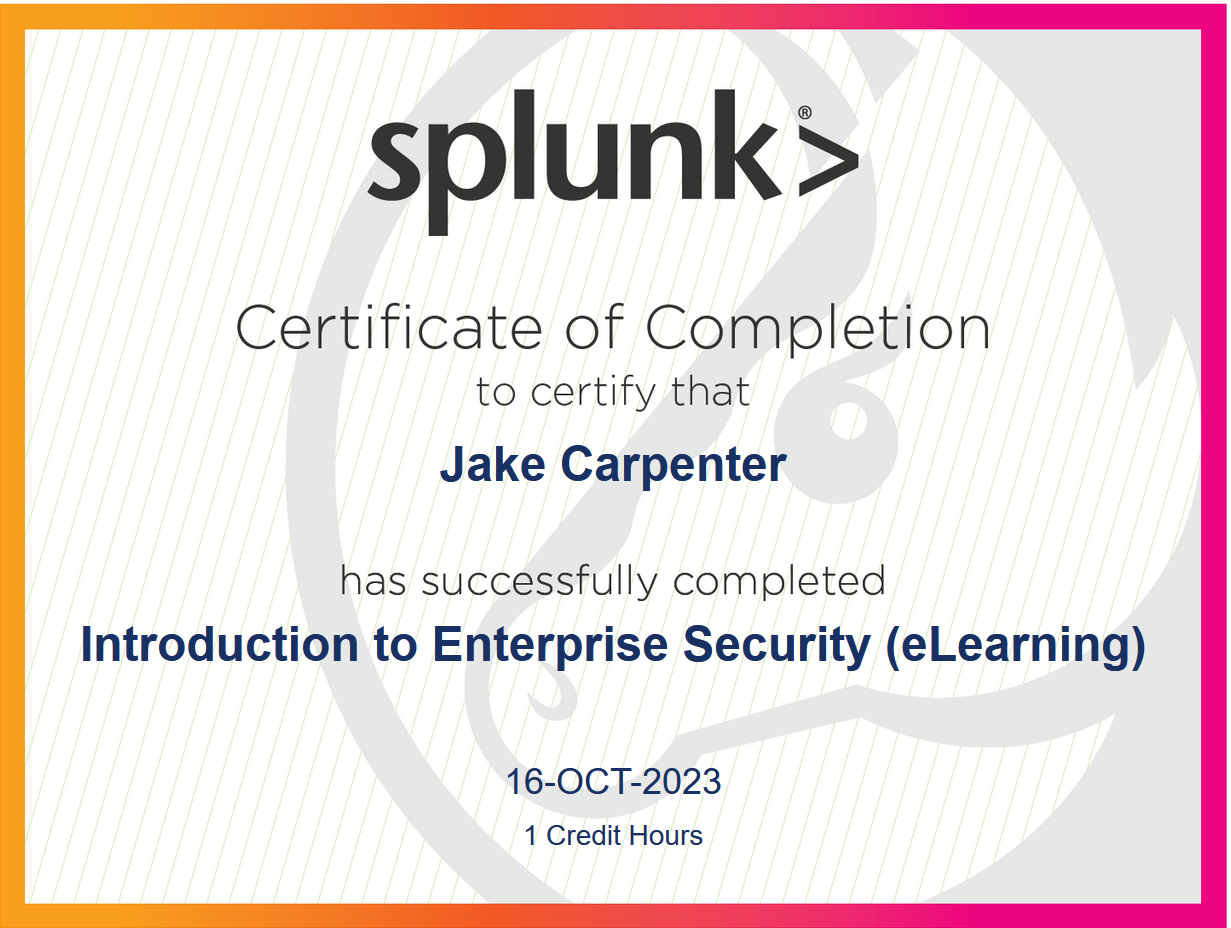 splunk>®
Certificate of Completion
to certify that
Jake Carpenter
has successfully completed
Introduction to Enterprise Security (eLearning)
16-OCT-2023
1 Credit Hours